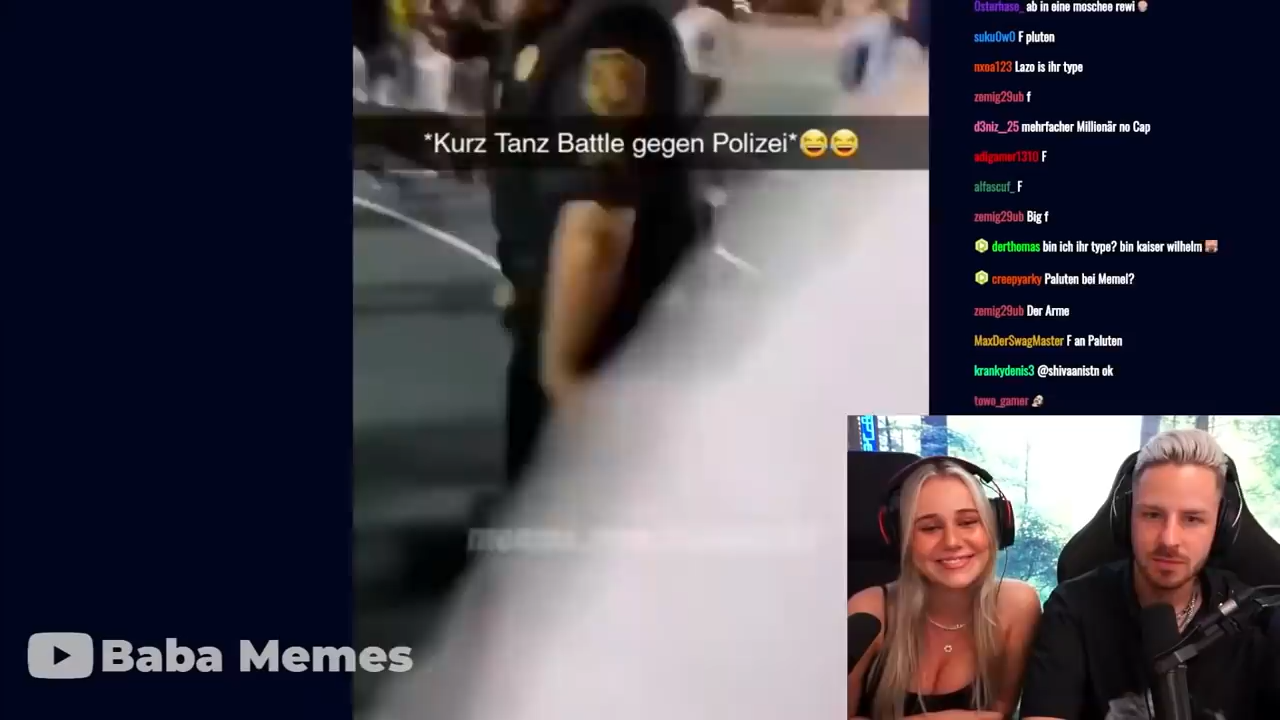 *Kurz Tanz Battle gegen Polizei*😂😂
Osterhase_ ab in eine moschee rewi
suku0w0 F pluten
nxoa123 Lazo is ihr type
zemig29ub f
d3niz__25 mehrfacher Millionär no Cap
adigamer1310 F
alfascuf_ F
zemig29ub Big f
derthomas bin ich ihr type? bin kaiser wilhelm
creepyarky Paluten bei Memel?
zemig29ub Der Arme
MaxDerSwagMaster F an Paluten
krankydenis3 @shivaanistn ok
towo_gamer
Baba Memes